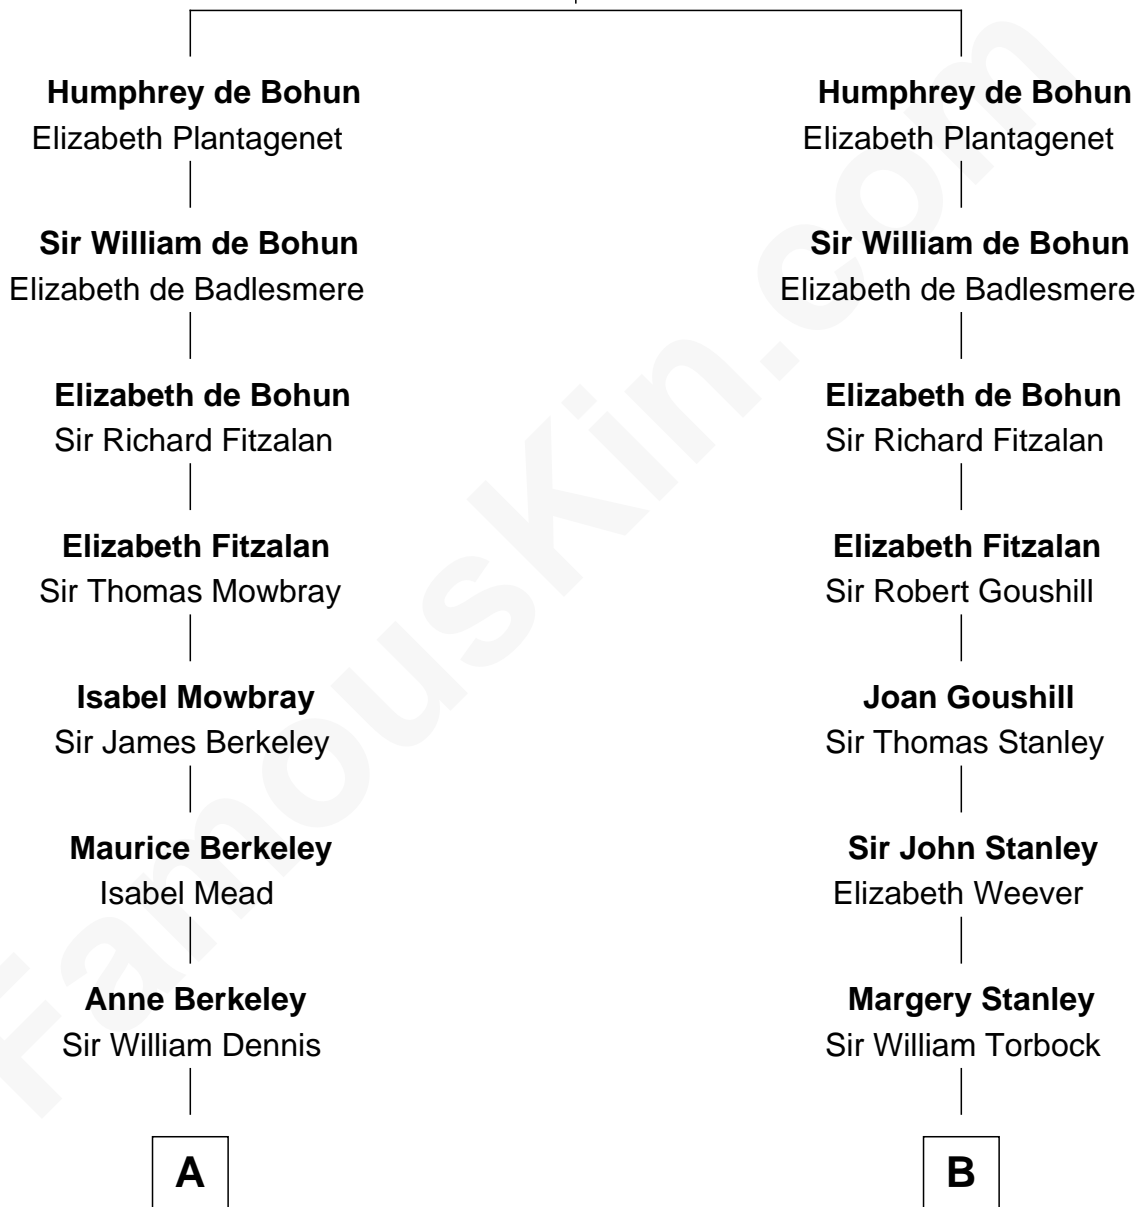 Humphrey de Bohun
Elizabeth Plantagenet
Sir William de Bohun
Elizabeth de Badlesmere
Elizabeth de Bohun
Sir Richard Fitzalan
Elizabeth Fitzalan
Sir Thomas Mowbray
Isabel Mowbray
Sir James Berkeley
Maurice Berkeley
Isabel Mead
Anne Berkeley
Sir William Dennis
A
Humphrey de Bohun
Elizabeth Plantagenet
Sir William de Bohun
Elizabeth de Badlesmere
Elizabeth de Bohun
Sir Richard Fitzalan
Elizabeth Fitzalan
Sir Robert Goushill
Joan Goushill
Sir Thomas Stanley
Sir John Stanley
Elizabeth Weever
Margery Stanley
Sir William Torbock
B
FamousKin.com